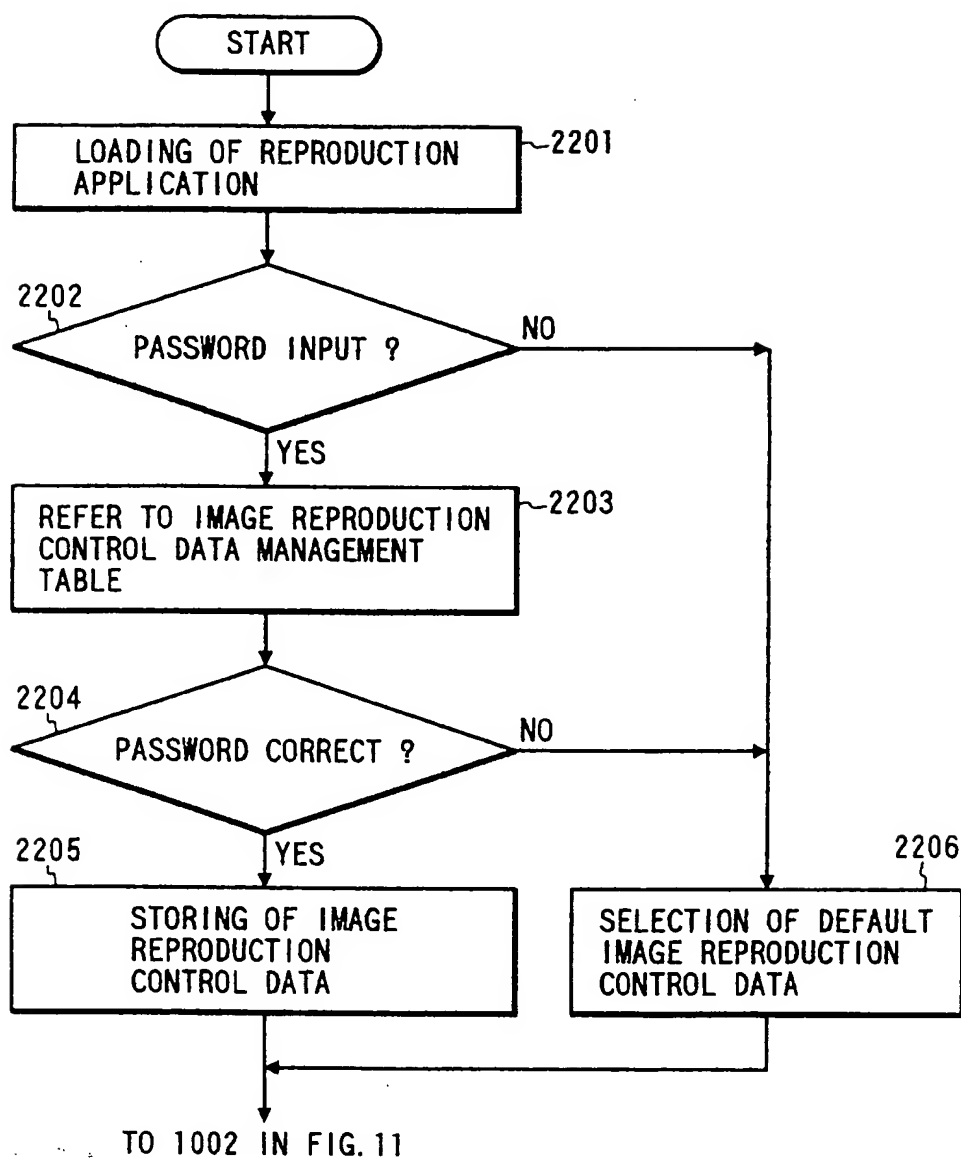 START
LOADING OF REPRODUCTION
APPLICATION
2201
2202
PASSWORD INPUT ?
NO
YES
REFER TO IMAGE REPRODUCTION
CONTROL DATA MANAGEMENT
TABLE
2203
2204
PASSWORD CORRECT ?
NO
YES
2205
STORING OF IMAGE
REPRODUCTION
CONTROL DATA
2206
SELECTION OF DEFAULT
IMAGE REPRODUCTION
CONTROL DATA
TO 1002 IN FIG. 11